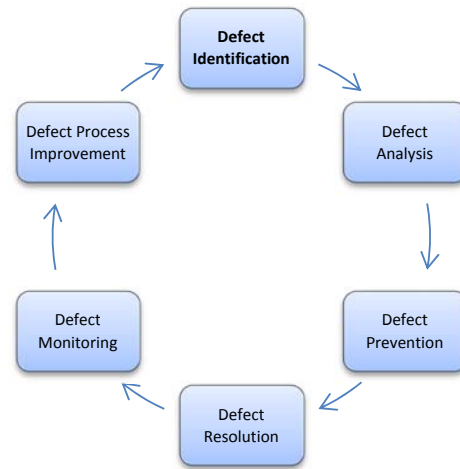 Defect
Identification
Defect
Analysis
Defect
Prevention
Defect
Resolution
Defect
Monitoring
Defect Process
Improvement